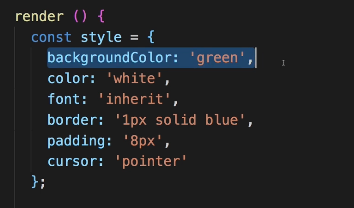 render () {
const style = {
backgroundColor: 'green',
color: 'white',
font: 'inherit',
border: '1px solid blue',
padding: '8px',
cursor: 'pointer'
};